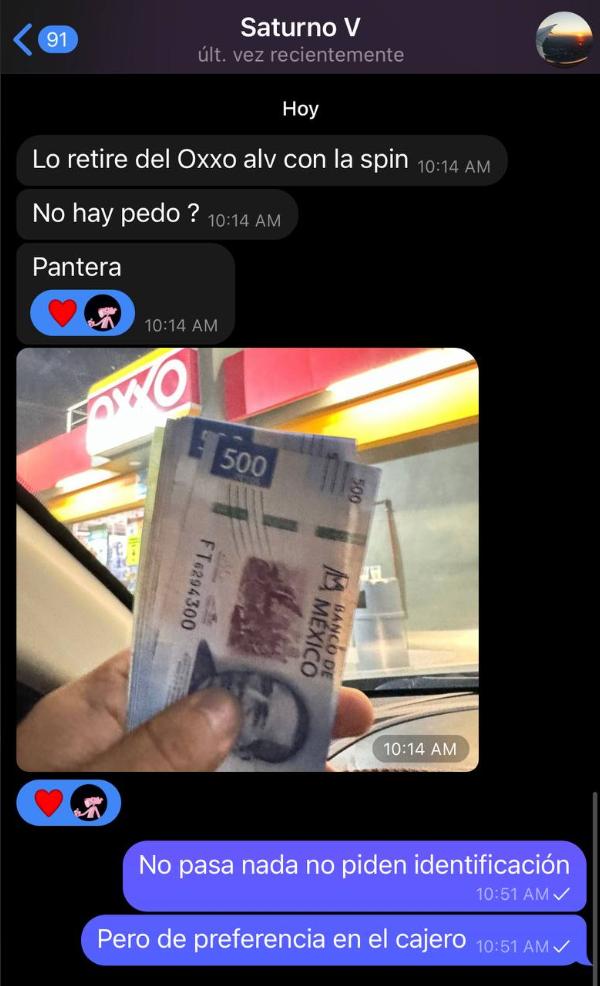 91
Saturno V
últ. vez recientemente
Hoy
Lo retire del Oxxo alv con la spin 10:14 AM
No hay pedo ? 10:14 AM
Pantera
10:14 AM
OXXO
500
500
FT6294300
BANCO DE
MÉXICO
10:14 AM
No pasa nada no piden identificación
10:51 AM
Pero de preferencia en el cajero 10:51 AM